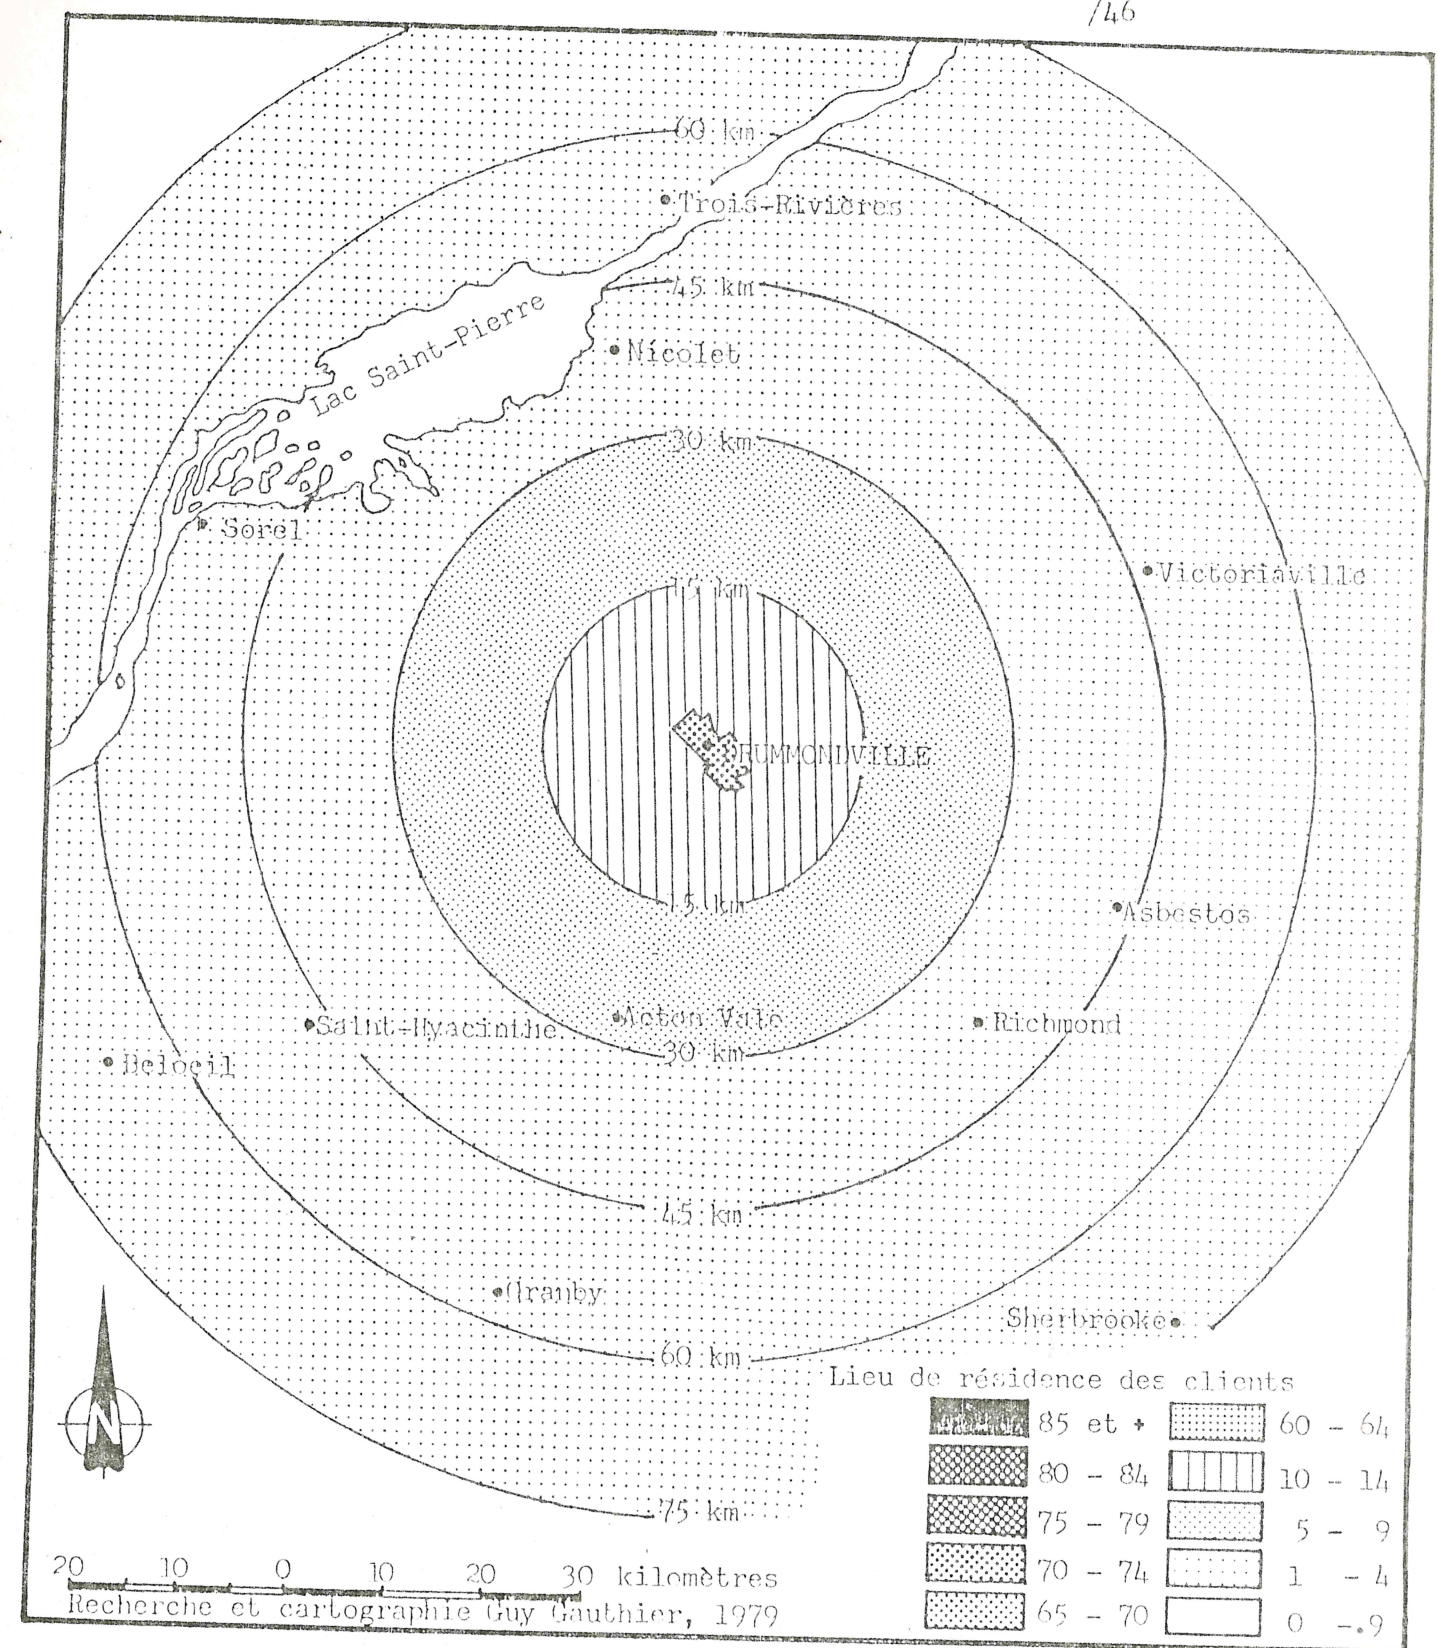 /46
60 km
Trois-Rivières
45 km
Lac Saint-Pierre
Nicolet
30 km
Sorel
15 km
Victoriaville
DRUMMONDVILLE
15 km
Asbestos
Saint-Hyacinthe
Acton Vale
Richmond
30 km
Beloeil
45 km
Granby
Sherbrooke
60 km
Lieu de résidence des clients
85 et + 60 - 64
80 - 84 10 - 14
75 - 79 5 - 9
70 - 74 1 - 4
65 - 70 0 -.9
N
75 km
20 10 0 10 20 30 kilomètres
Recherche et cartographie Guy Gauthier, 1979